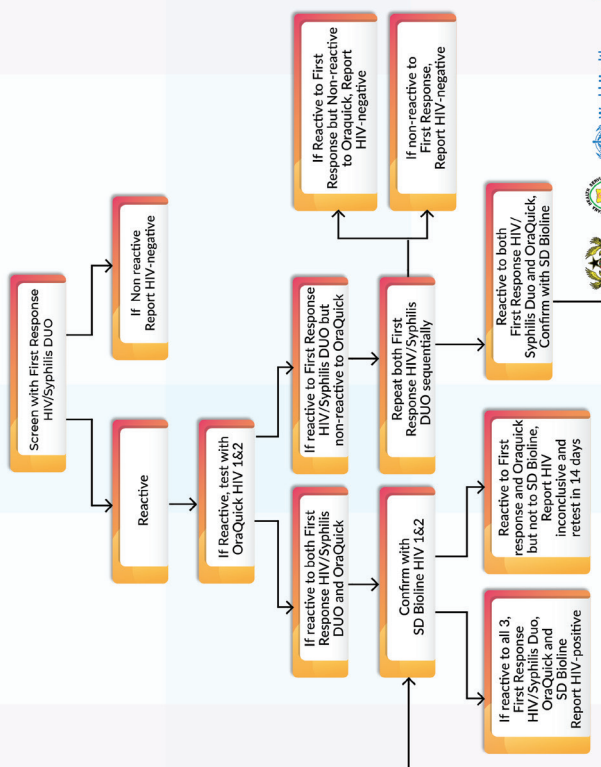 Screen with First Response
HIV/Syphilis DUO
Reactive
If Non reactive
Report HIV-negative
If Reactive, test with
OraQuick HIV 1&2
If reactive to both First
Response HIV/Syphilis
DUO and OraQuick
If reactive to First Response
HIV/Syphilis DUO but
non-reactive to OraQuick
If Reactive to First
Response but Non-reactive
to Oraquick, Report
HIV-negative
Confirm with
SD Bioline HIV 1&2
Repeat both First
Response HIV/Syphilis
DUO sequentially
If non-reactive to
First Response,
Report HIV-negative
If reactive to all 3,
First Response
HIV/Syphilis Duo,
OraQuick and
SD Bioline
Report HIV-positive
Reactive to First
response and Oraquick
but not to SD Bioline,
Report HIV
inconclusive and
retest in 14 days
Reactive to both
First Response HIV/
Syphilis Duo and OraQuick,
Confirm with SD Bioline